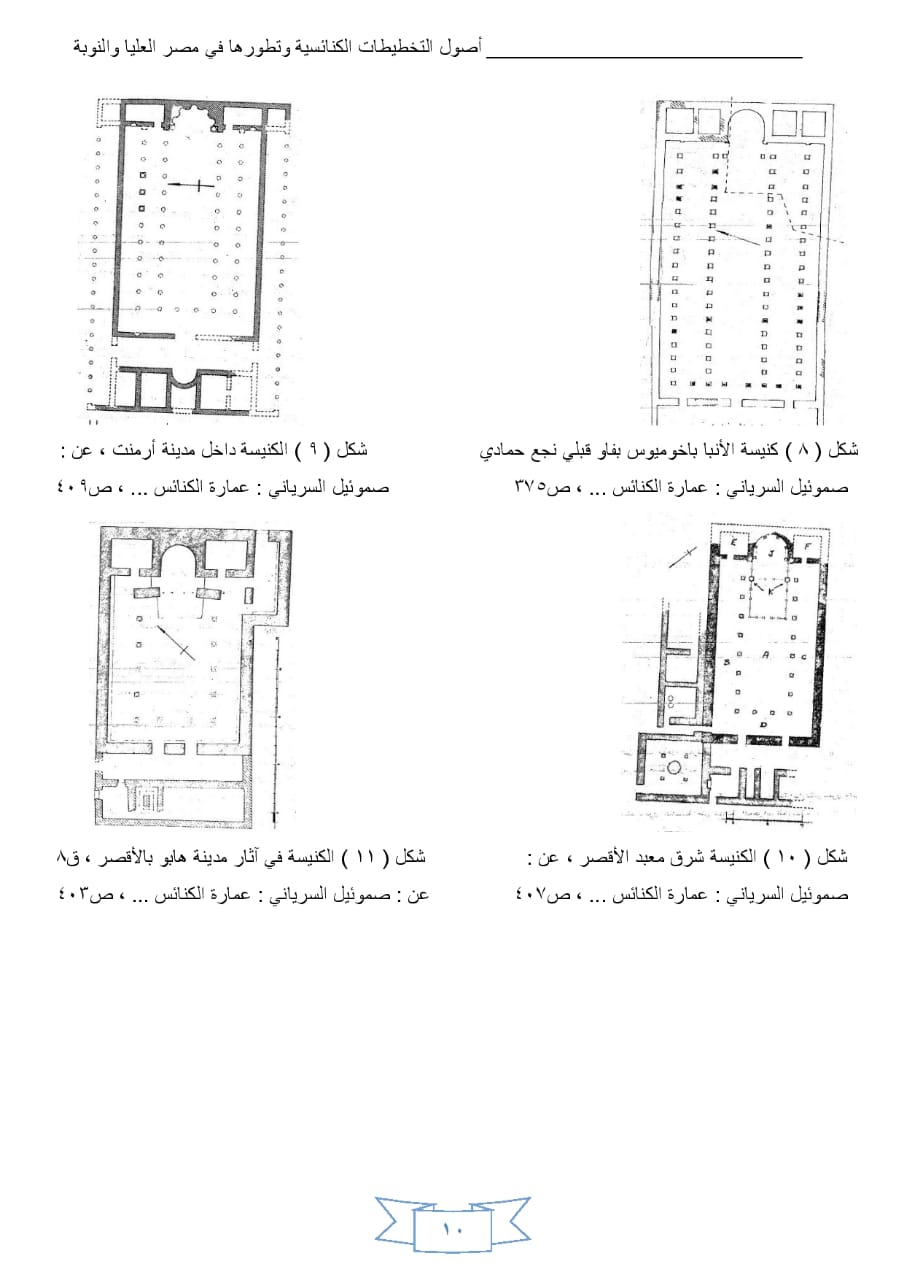 أصول التخطيطات الكنائسية وتطورها في مصر العليا والنوبة
شكل ( ٨ ) كنيسة الأنبا باخوميوس بفاو قبلي نجع حمادي
صموئيل السرياني : عمارة الكنائس ... ، ص٣٧٥
شكل ( ٩ ) الكنيسة داخل مدينة أرمنت ، عن :
صموئيل السرياني : عمارة الكنائس ... ، ص٤٠٩
E
J
F
K
B
A
C
D
شكل ( ١٠ ) الكنيسة شرق معبد الأقصر ، عن :
صموئيل السرياني : عمارة الكنائس ... ، ص٤٠٧
شكل ( ١١ ) الكنيسة في آثار مدينة هابو بالأقصر ، ق٨
عن : صموئيل السرياني : عمارة الكنائس ... ، ص٤٠٣
١٠